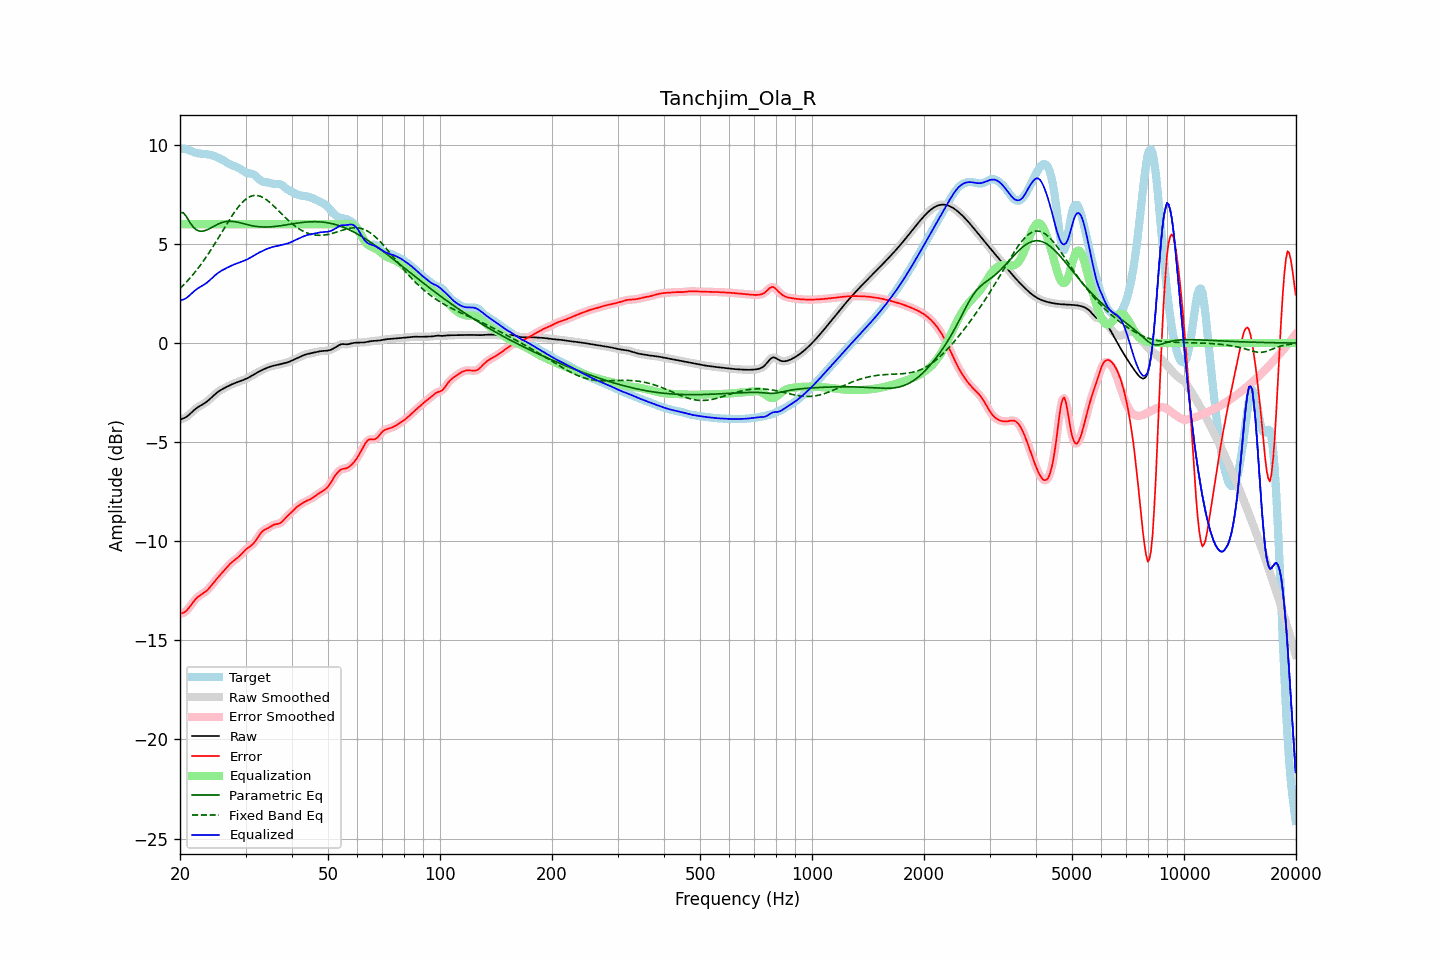 Tanchjim_Ola_R
Amplitude (dBr)
10
5
0
−5
−10
−15
−20
−25
Target
Raw Smoothed
Error Smoothed
Raw
Error
Equalization
Parametric Eq
Fixed Band Eq
Equalized
20 50 100 200 500 1000 2000 5000 10000 20000
Frequency (Hz)